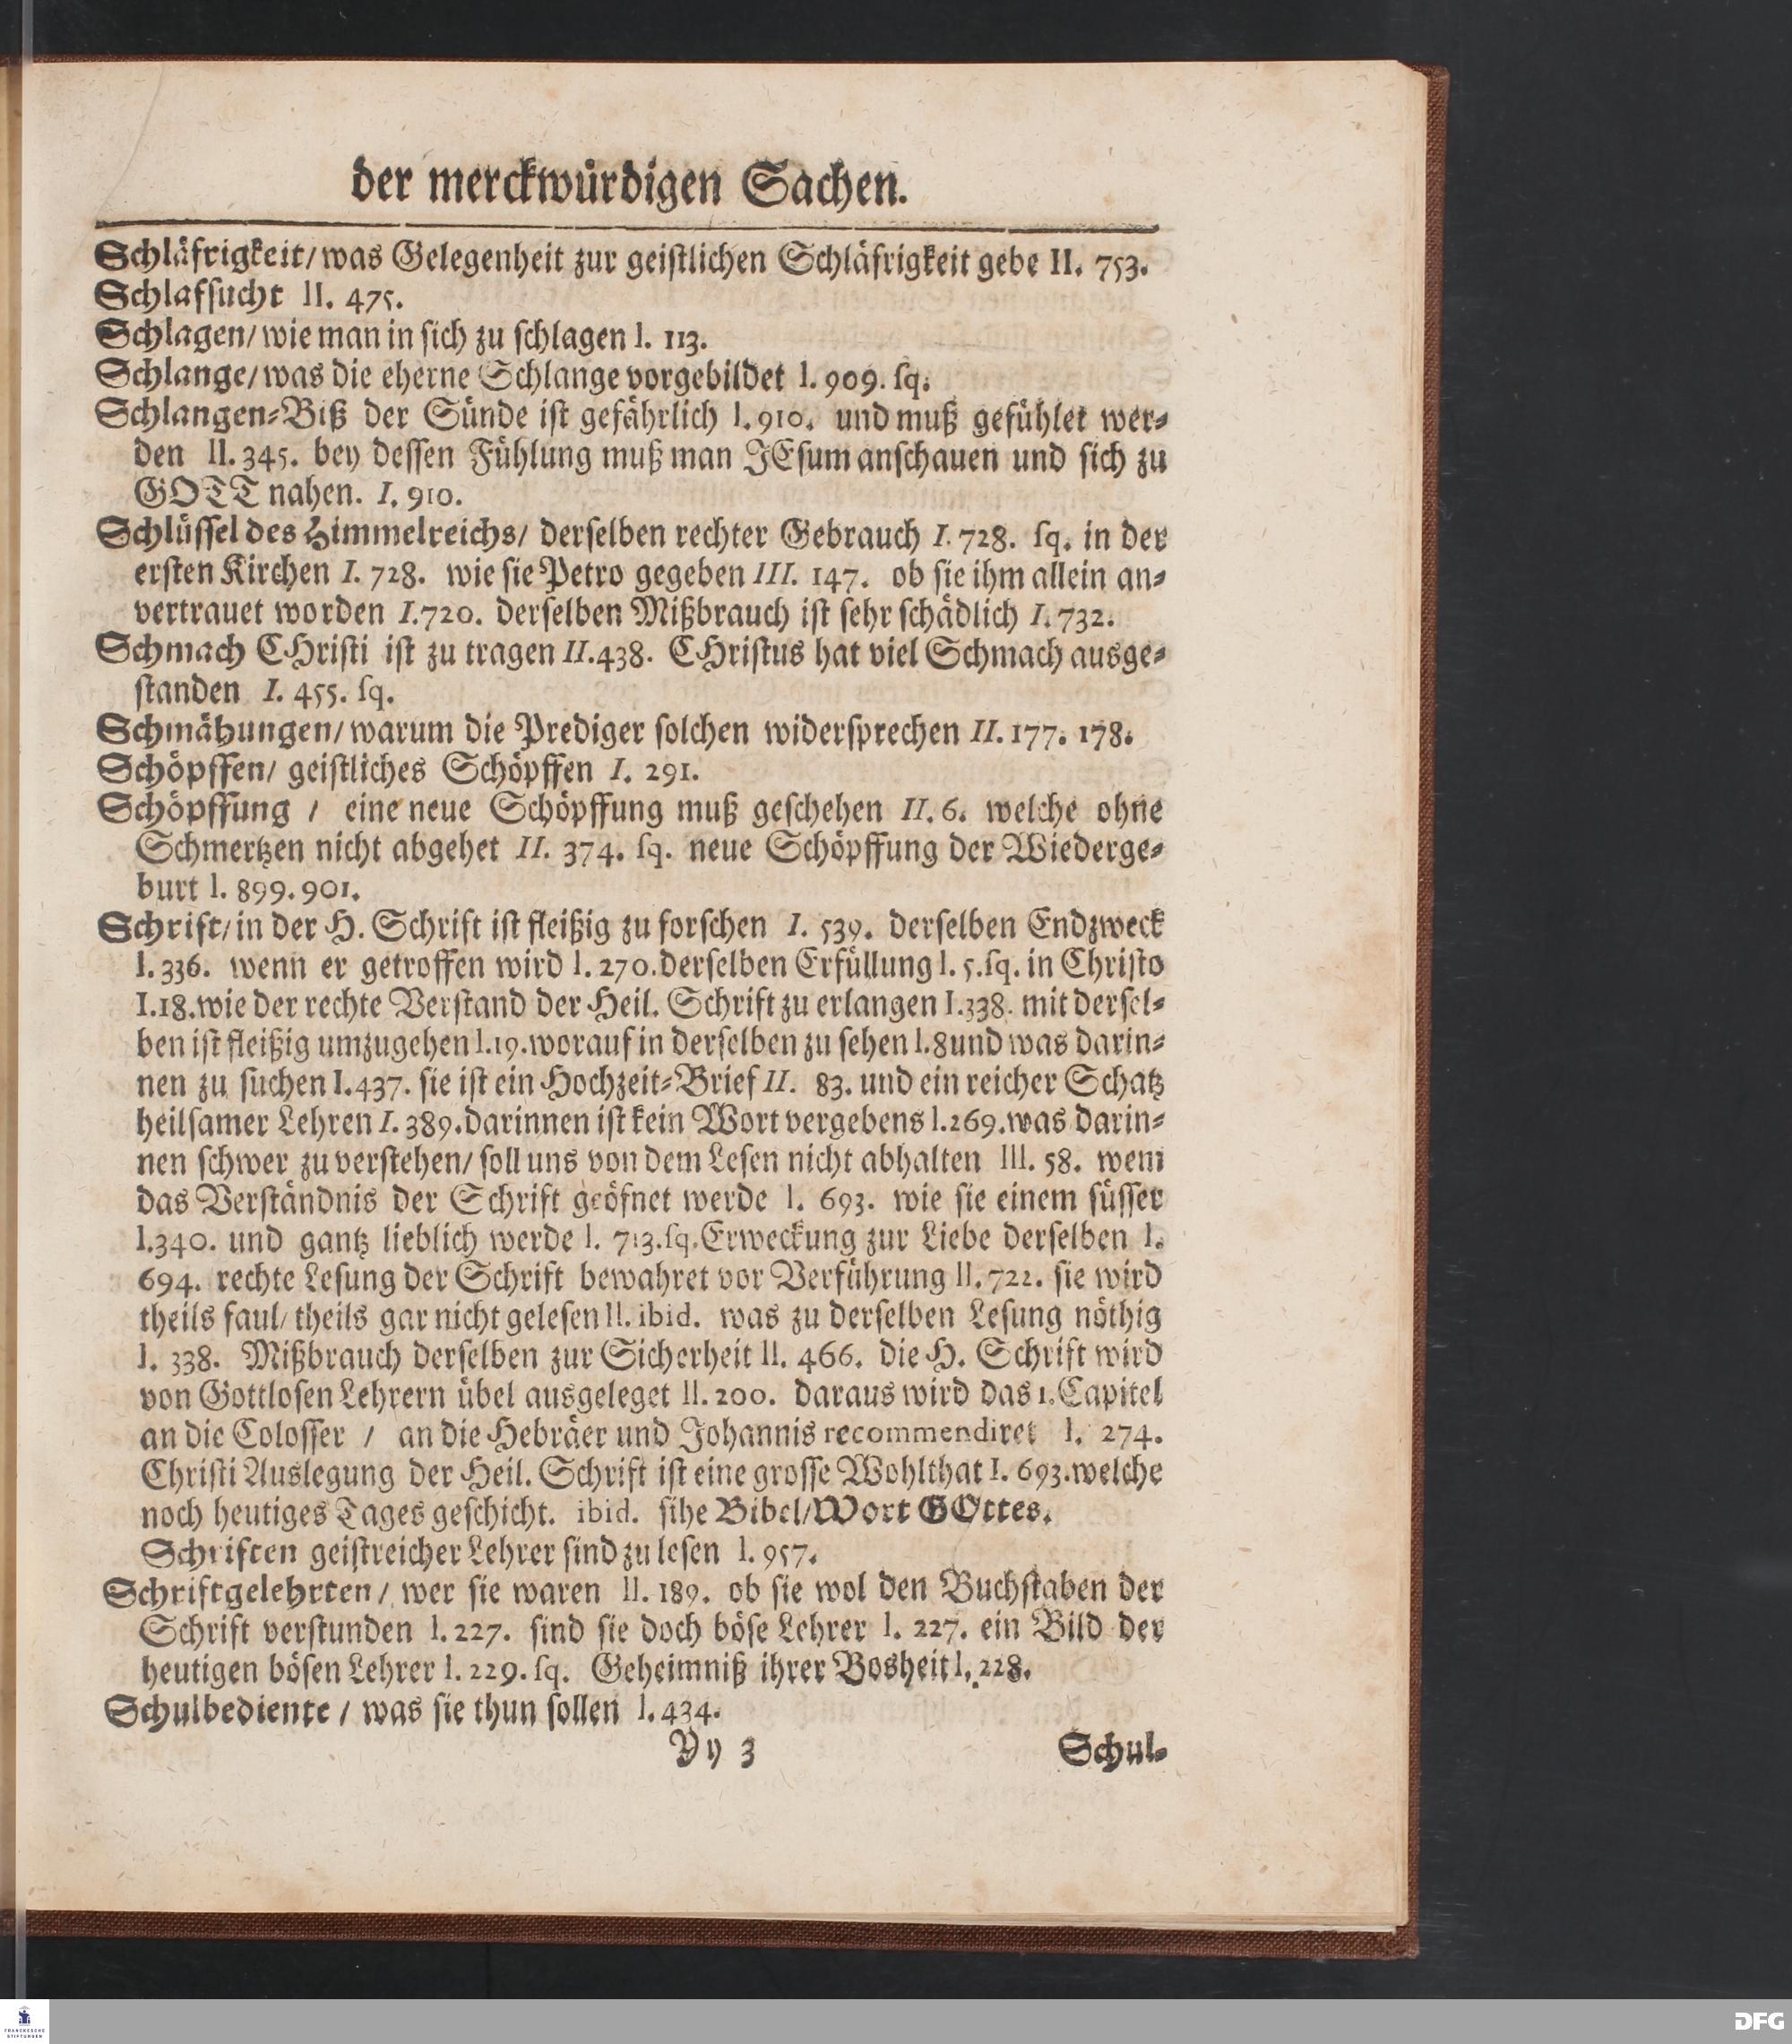 der merckwürdigen Sachen.
Schläfrigkeit/ was Gelegenheit zur geistlichen Schläfrigkeit gebe II. 753.
Schlafsucht II. 475.
Schlagen/ wie man in sich zu schlagen I. 113.
Schlange/ was die eherne Schlange vorgebildet I. 909. sq.
Schlangen-Biß der Sünde ist gefährlich I. 910. und muß gefühlet wer-
den II. 345. bey dessen Fühlung muß man JEsum anschauen und sich zu
GOTT nahen. I. 910.
Schlüssel des Himmelreichs/ derselben rechter Gebrauch I. 728. sq. in der
ersten Kirchen I. 728. wie sie Petro gegeben III. 147. ob sie ihm allein an-
vertrauet worden I. 720. derselben Mißbrauch ist sehr schädlich I. 732.
Schmach CHristi ist zu tragen II. 438. CHristus hat viel Schmach ausge-
standen I. 455. sq.
Schmähungen/ warum die Prediger solchen widersprechen II. 177. 178.
Schöpffen/ geistliches Schöpffen I. 291.
Schöpffung / eine neue Schöpffung muß geschehen II. 6. welche ohne
Schmertzen nicht abgehet II. 374. sq. neue Schöpffung der Wiederge-
burt I. 899. 901.
Schrift/ in der H. Schrift ist fleißig zu forschen I. 539. derselben Endzweck
I. 336. wenn er getroffen wird I. 270. derselben Erfüllung I. 5. sq. in Christo
I. 18. wie der rechte Verstand der Heil. Schrift zu erlangen I. 338. mit dersel-
ben ist fleißig umzugehen I. 19. worauf in derselben zu sehen I. 8 und was darin-
nen zu suchen I. 437. sie ist ein Hochzeit-Brief II. 83. und ein reicher Schatz
heilsamer Lehren I. 389. darinnen ist kein Wort vergebens I. 269. was darin-
nen schwer zu verstehen/ soll uns von dem Lesen nicht abhalten III. 58. wem
das Verständnis der Schrift geöfnet werde I. 693. wie sie einem süsser
I. 340. und gantz lieblich werde I. 713. sq. Erweckung zur Liebe derselben I.
694. rechte Lesung der Schrift bewahret vor Verführung II. 722. sie wird
theils faul/ theils gar nicht gelesen II. ibid. was zu derselben Lesung nöthig
I. 338. Mißbrauch derselben zur Sicherheit II. 466. die H. Schrift wird
von Gottlosen Lehrern übel ausgeleget II. 200. daraus wird das 1. Capitel
an die Colosser / an die Hebräer und Johannis recommendiret I. 274.
Christi Auslegung der Heil. Schrift ist eine grosse Wohlthat I. 693. welche
noch heutiges Tages geschicht. ibid. sihe Bibel/ Wort GOttes.
Schriften geistreicher Lehrer sind zu lesen I. 957.
Schriftgelehrten/ wer sie waren II. 189. ob sie wol den Buchstaben der
Schrift verstunden I. 227. sind sie doch böse Lehrer I. 227. ein Bild der
heutigen bösen Lehrer I. 229. sq. Geheimniß ihrer Bosheit I. 228.
Schulbediente / was sie thun sollen I. 434.
Yy 3 Schul-
FRANCKESCHE
STIFTUNGEN
DFG